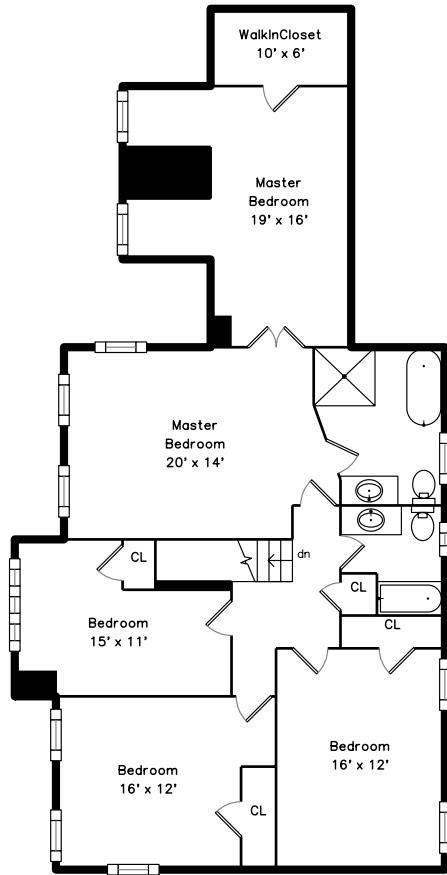 WalkInCloset
10' x 6'
Master
Bedroom
19' x 16'
Master
Bedroom
20' x 14'
dn
CL
CL
CL
Bedroom
15' x 11'
Bedroom
16' x 12'
Bedroom
16' x 12'
CL